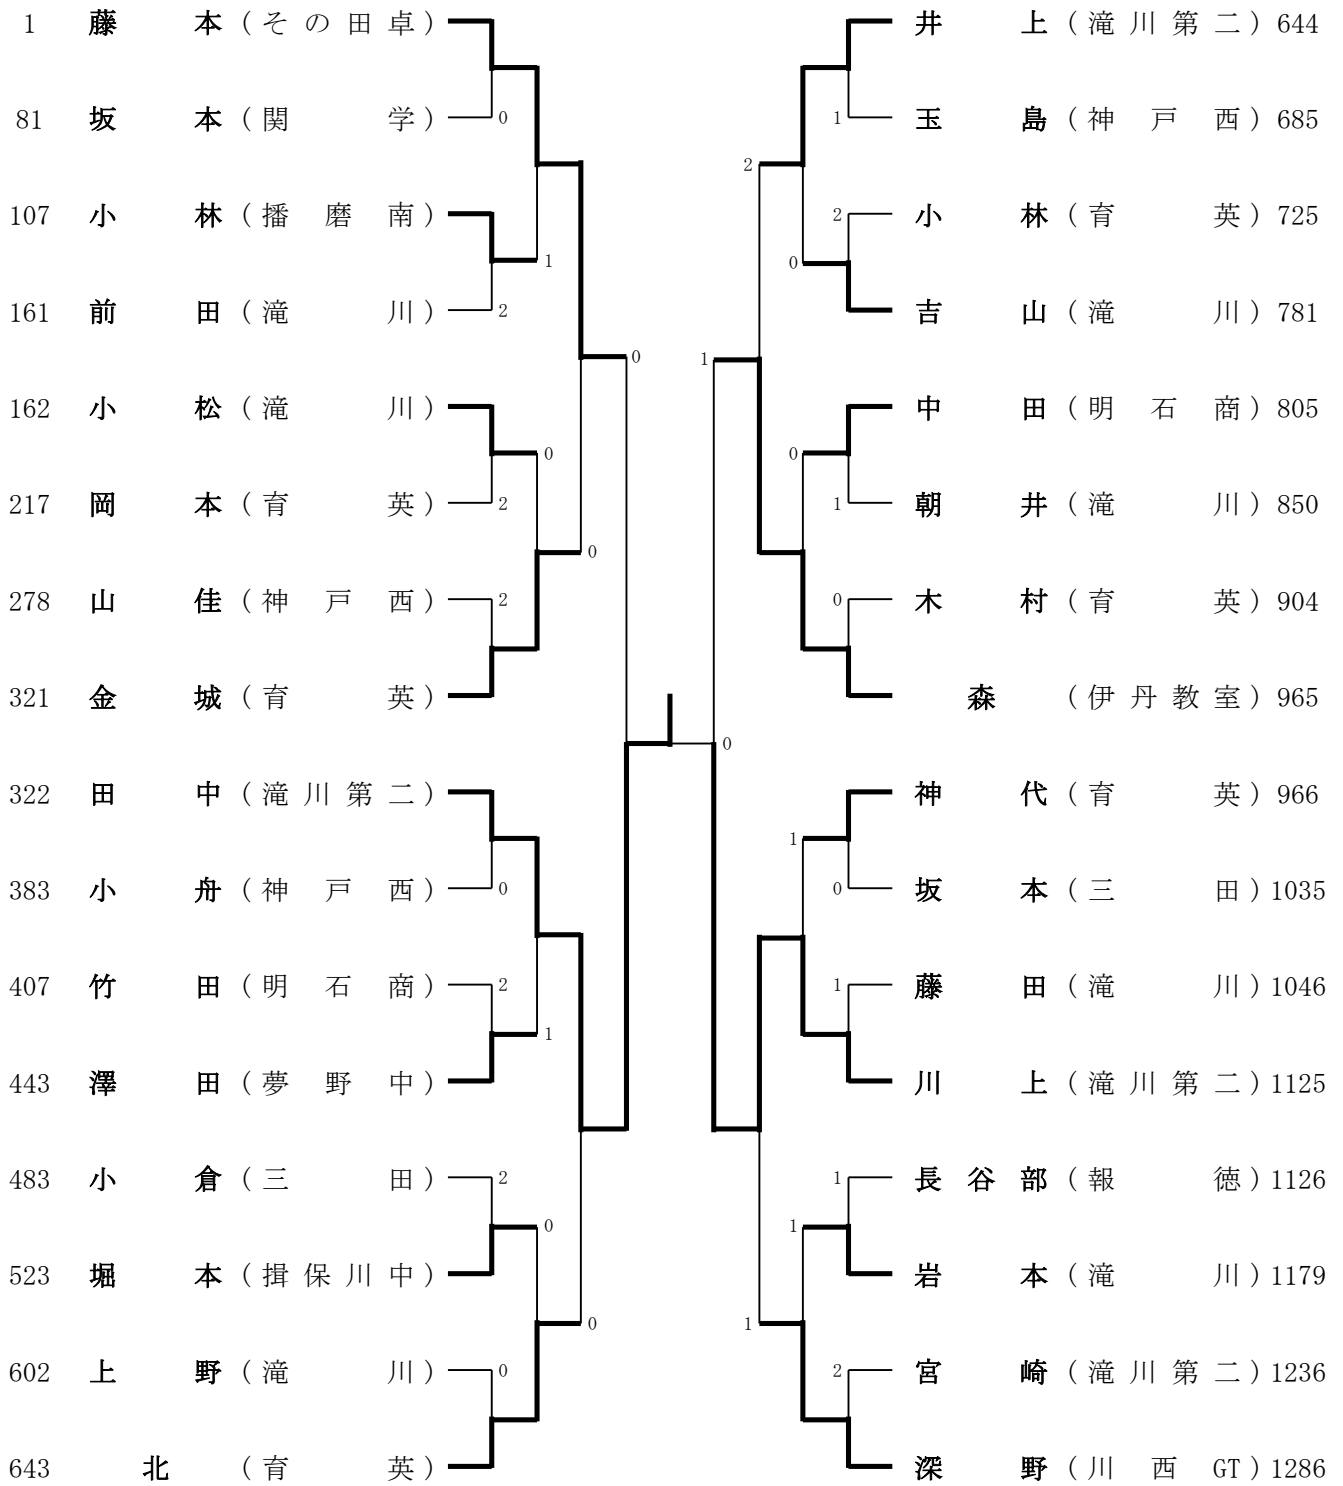 1 藤本（その田卓） 井上（滝川第二）644
81 坂本（関学） 0 1 玉島（神戸西）685
2
107 小林（播磨南） 2 小林（育英）725
1 0
161 前田（滝川） 2 吉山（滝川）781
0 1
162 小松（滝川） 中田（明石商）805
0 0
217 岡本（育英） 2 1 朝井（滝川）850
0
278 山佳（神戸西） 2 0 木村（育英）904
321 金城（育英） 森（伊丹教室）965
0
322 田中（滝川第二） 神代（育英）966
1
383 小舟（神戸西） 0 0 坂本（三田）1035
407 竹田（明石商） 2 1 藤田（滝川）1046
1
443 澤田（夢野中） 川上（滝川第二）1125
483 小倉（三田） 2 1 長谷部（報徳）1126
0 1
523 堀本（揖保川中） 岩本（滝川）1179
0 1
602 上野（滝川） 0 2 宮崎（滝川第二）1236
643 北（育英） 深野（川西GT）1286